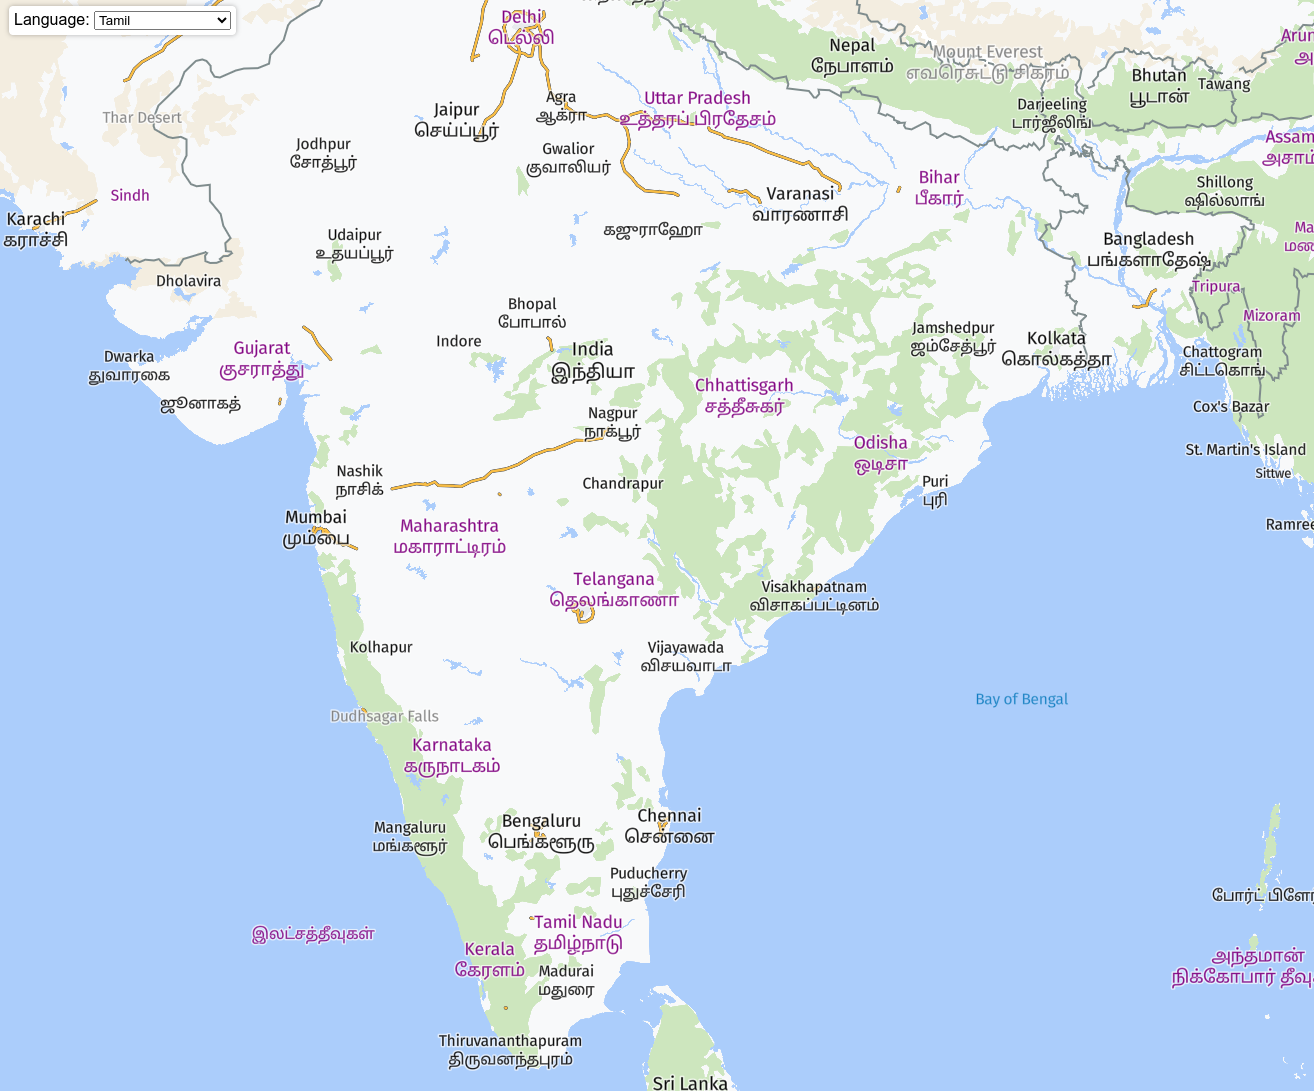 Language: Tamil
Delhi
டெல்லி
Nepal
நேபாளம்
Mount Everest
எவரெசுட்டு சிகரம்
Bhutan
பூடான்
Tawang
Thar Desert
Jaipur
செய்ப்பூர்
Agra
ஆக்ரா
Uttar Pradesh
உத்தரப் பிரதேசம்
Darjeeling
டார்ஜீலிங்
Jodhpur
சோத்பூர்
Gwalior
குவாலியர்
Assam
அசாம்
Sindh
Varanasi
வாரணாசி
Bihar
பீகார்
Shillong
ஷில்லாங்
Karachi
கராச்சி
Udaipur
உதயப்பூர்
கஜுராஹோ
Bangladesh
பங்களாதேஷ்
Dholavira
Tripura
Bhopal
போபால்
Mizoram
Dwarka
துவாரகை
Gujarat
குசராத்து
Indore
India
இந்தியா
Jamshedpur
ஜம்சேத்பூர்
Kolkata
கொல்கத்தா
Chattogram
சிட்டகொங்
ஜூனாகத்
Chhattisgarh
சத்தீசுகர்
Cox's Bazar
Nagpur
நாக்பூர்
Odisha
ஒடிசா
St. Martin's Island
Sittwe
Nashik
நாசிக்
Chandrapur
Puri
புரி
Mumbai
மும்பை
Maharashtra
மகாராட்டிரம்
Ramree
Telangana
தெலங்காணா
Visakhapatnam
விசாகப்பட்டினம்
Kolhapur
Vijayawada
விசயவாடா
Bay of Bengal
Dudhsagar Falls
Karnataka
கருநாடகம்
Mangaluru
மங்களூர்
Bengaluru
பெங்களூரு
Chennai
சென்னை
Puducherry
புதுச்சேரி
போர்ட்
இலட்சத்தீவுகள்
Tamil Nadu
தமிழ்நாடு
Kerala
கேரளம்
Madurai
மதுரை
அந்தமான்
நிக்கோபார்
Thiruvananthapuram
திருவனந்தபுரம்
Sri Lanka